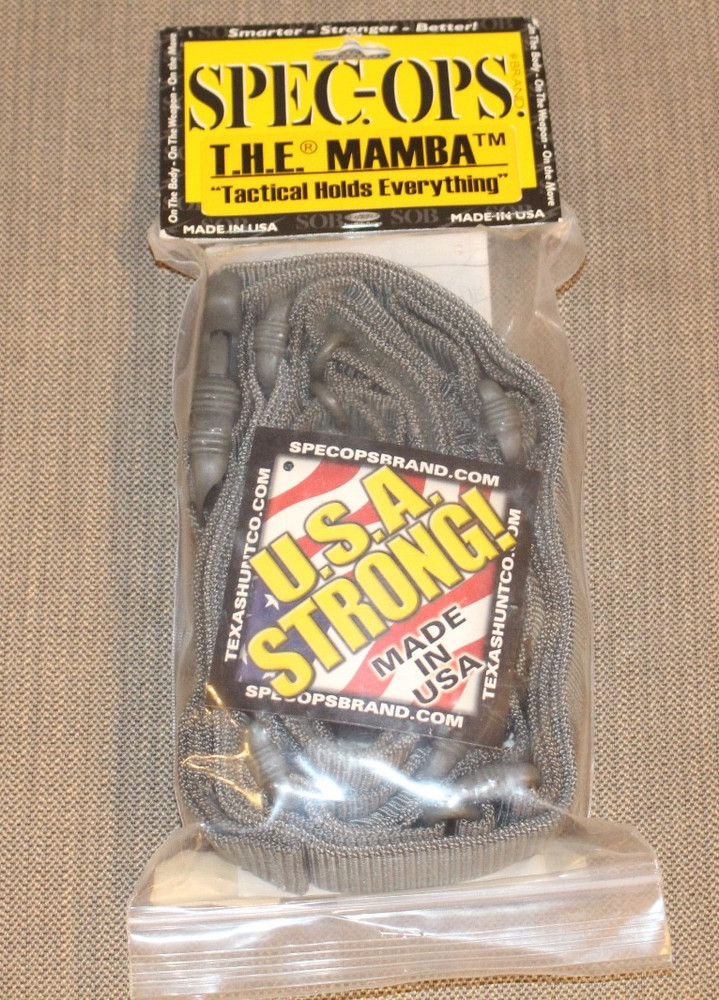 Smarter - Stronger - Better!
On The Body - On The Weapon - On the Move
SPEC-OPS.
BRAND
On The Body - On The Weapon - On the Move
T.H.E.® MAMBA™
"Tactical Holds Everything"
SOB SOB
MADE IN USA
MADE IN USA
SPECOPSBRAND.COM
TEXASHUNTCO.COM
U.S.A.
STRONG!
MADE
IN
USA
TEXASHUNTCO.COM
SPECOPSBRAND.COM